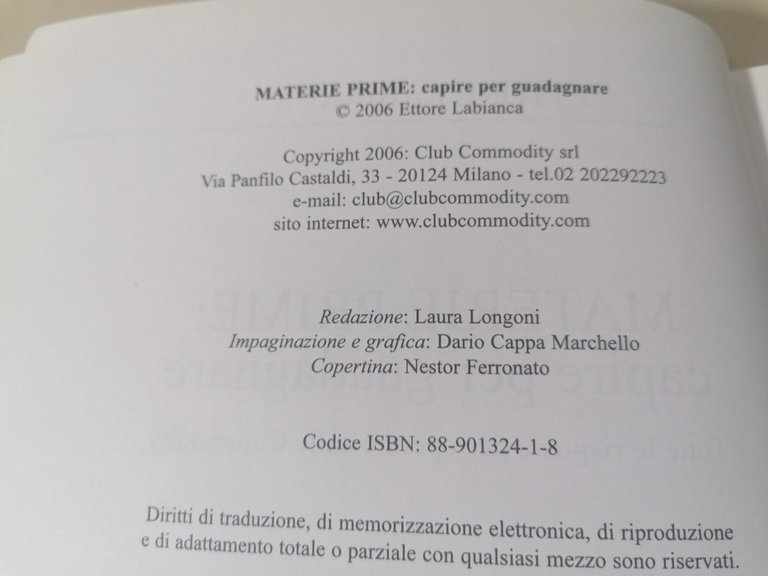 MATERIE PRIME: capire per guadagnare
© 2006 Ettore Labianca
Copyright 2006: Club Commodity srl
Via Panfilo Castaldi, 33 - 20124 Milano - tel.02 202292223
e-mail: club@clubcommodity.com
sito internet: www.clubcommodity.com
Redazione: Laura Longoni
Impaginazione e grafica: Dario Cappa Marchello
Copertina: Nestor Ferronato
Codice ISBN: 88-901324-1-8
Diritti di traduzione, di memorizzazione elettronica, di riproduzione
e di adattamento totale o parziale con qualsiasi mezzo sono riservati.